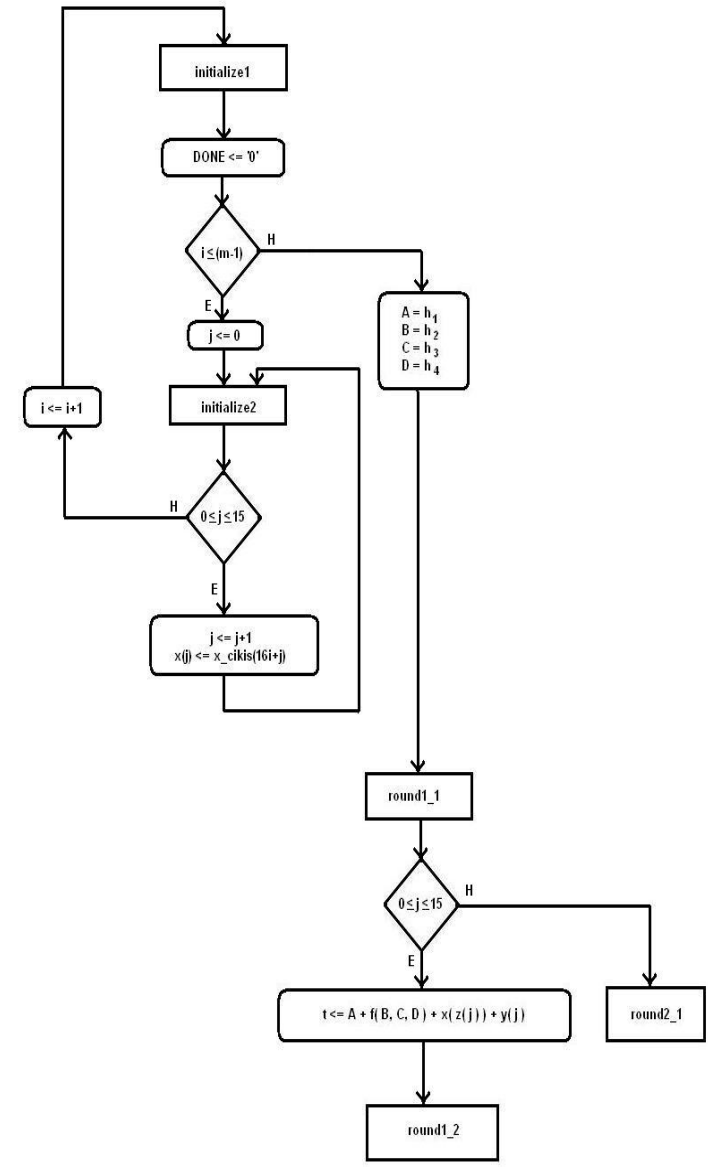 initialize1
DONE <= '0'
i ≤ (m-1)
H
E
A = h1
B = h2
C = h3
D = h4
j <= 0
i <= i+1
initialize2
H
0 ≤ j ≤ 15
E
j <= j+1
x(j) <= x_cikis(16i+j)
round1_1
0 ≤ j ≤ 15
H
E
t <= A + f( B, C, D ) + x( z( j ) ) + y( j )
round2_1
round1_2